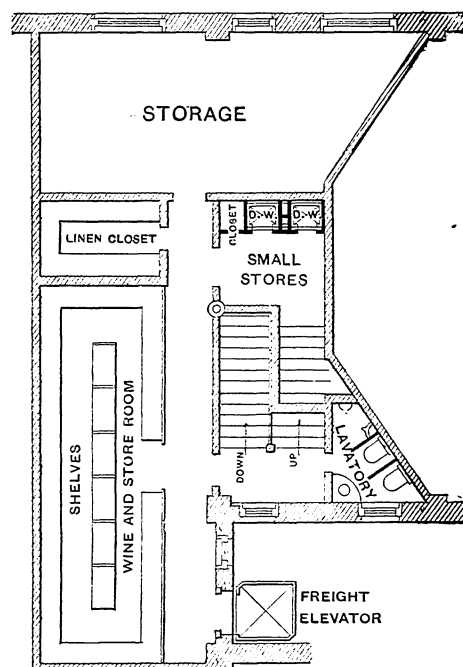 STORAGE
LINEN CLOSET
CLOSET
D.W.
D.W.
SMALL
STORES
SHELVES
WINE AND STORE ROOM
DOWN
UP
LAVATORY
FREIGHT
ELEVATOR